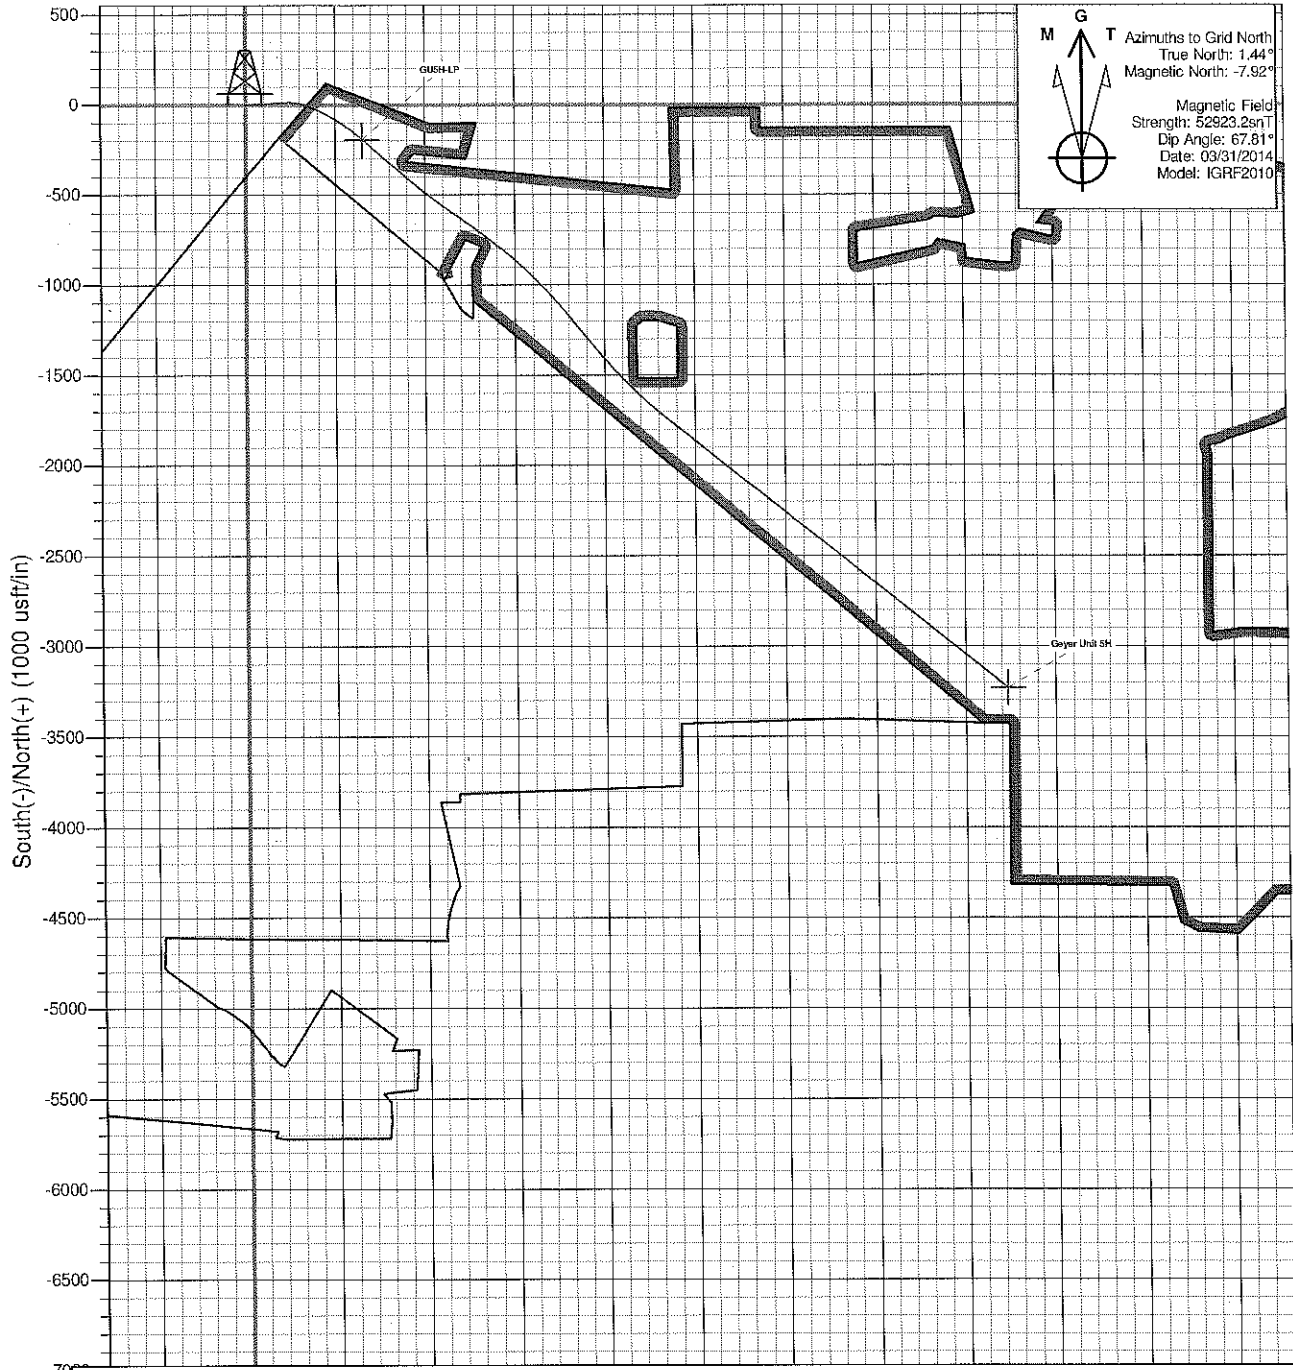 G
M T
Azimuths to Grid North
True North: 1.44°
Magnetic North: -7.92°
Magnetic Field
Strength: 52923.2snT
Dip Angle: 67.81°
Date: 03/31/2014
Model: IGRF2010
GU5H-LP
Geyer Unit 5H
South(-)/North(+) (1000 usft/in)
500
0
-500
-1000
-1500
-2000
-2500
-3000
-3500
-4000
-4500
-5000
-5500
-6000
-6500